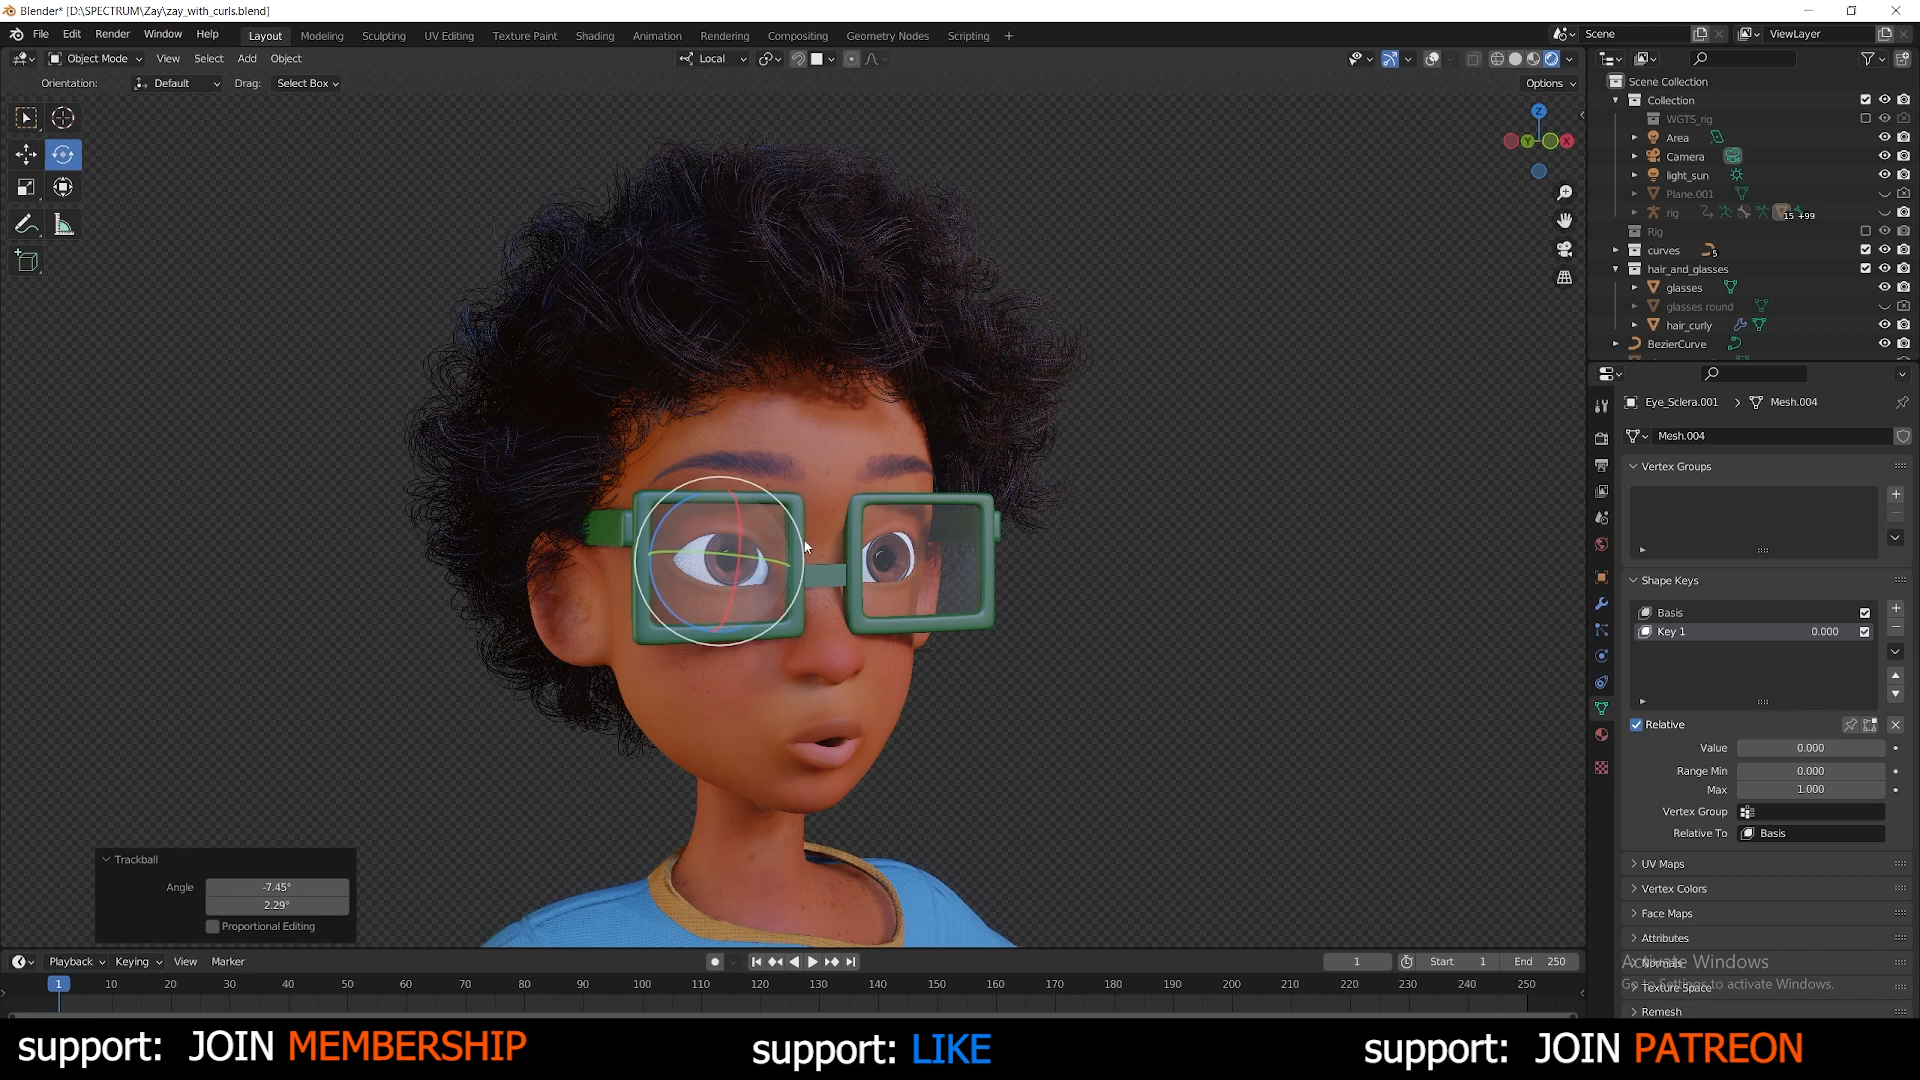 Blender* [D:\SPECTRUM\Zay\zay_with_curls.blend]
File Edit Render Window Help Layout Modeling Sculpting UV Editing Texture Paint Shading Animation Rendering Compositing Geometry Nodes Scripting + Scene ViewLayer
Object Mode View Select Add Object Local
Orientation: Default Drag: Select Box Options
Scene Collection
Collection
WGTS_rig
Area
Camera
light_sun
Plane.001
rig 15 +99
Rig
curves 5
hair_and_glasses
glasses
glasses round
hair_curly
BezierCurve
Z
Y X
Eye_Sclera.001 > Mesh.004
Mesh.004
Vertex Groups
Shape Keys
Basis
Key 1 0.000
Relative
Value 0.000
Range Min 0.000
Max 1.000
Vertex Group
Relative To Basis
UV Maps
Vertex Colors
Face Maps
Attributes
Normals
Texture Space
Remesh
Activate Windows
Go to Settings to activate Windows.
Trackball
Angle -7.45°
2.29°
Proportional Editing
Playback Keying View Marker 1 Start 1 End 250
1 10 20 30 40 50 60 70 80 90 100 110 120 130 140 150 160 170 180 190 200 210 220 230 240 250
support: JOIN MEMBERSHIP support: LIKE support: JOIN PATREON